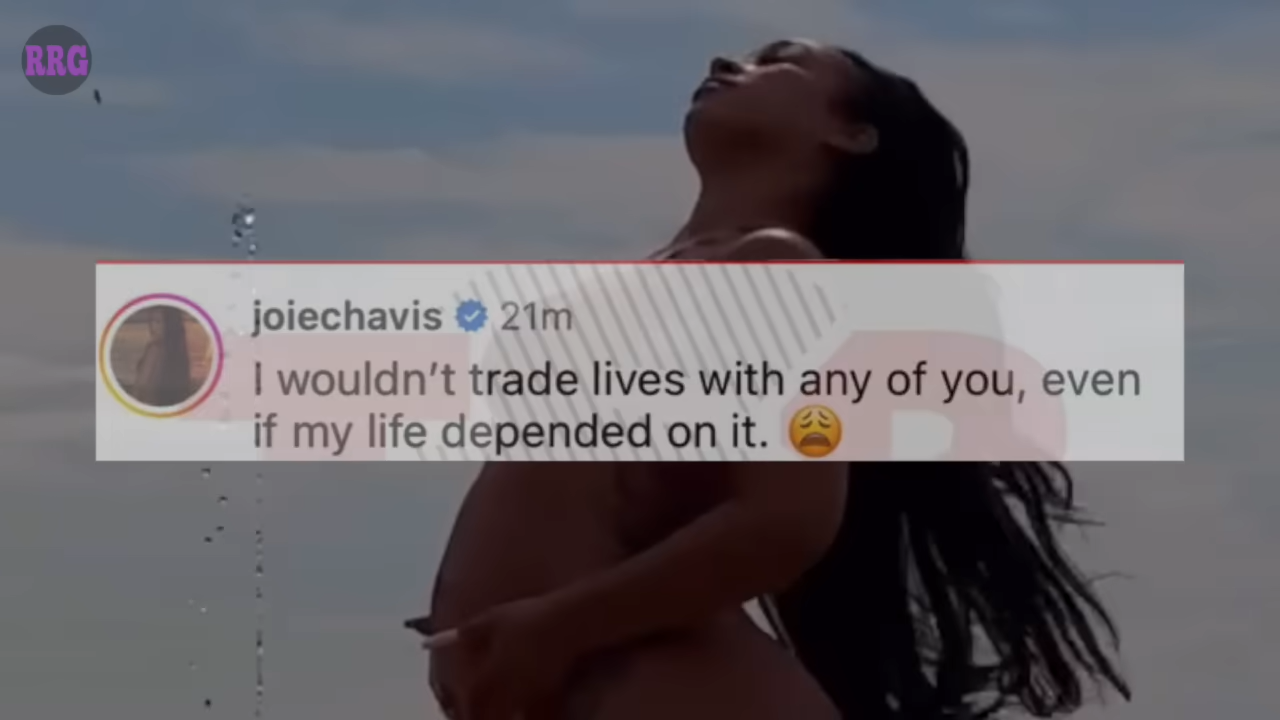 RRG
joiechavis 21m
I wouldn’t trade lives with any of you, even
if my life depended on it. 😩